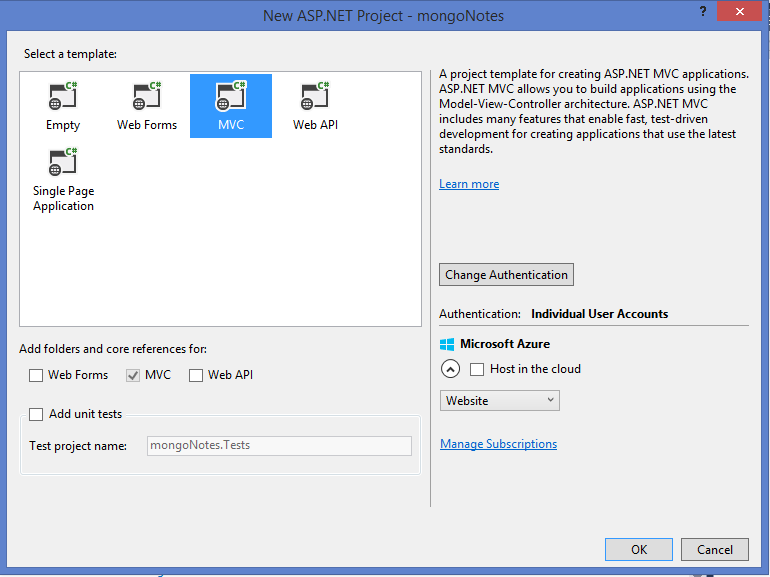 New ASP.NET Project - mongoNotes
?
Select a template:
C#
Empty
C#
Web Forms
C#
MVC
C#
Web API
C#
Single Page
Application
A project template for creating ASP.NET MVC applications.
ASP.NET MVC allows you to build applications using the
Model-View-Controller architecture. ASP.NET MVC
includes many features that enable fast, test-driven
development for creating applications that use the latest
standards.
Learn more
Change Authentication
Authentication: Individual User Accounts
Microsoft Azure
Host in the cloud
Website
Manage Subscriptions
Add folders and core references for:
Web Forms MVC Web API
Add unit tests
Test project name: mongoNotes.Tests
OK Cancel